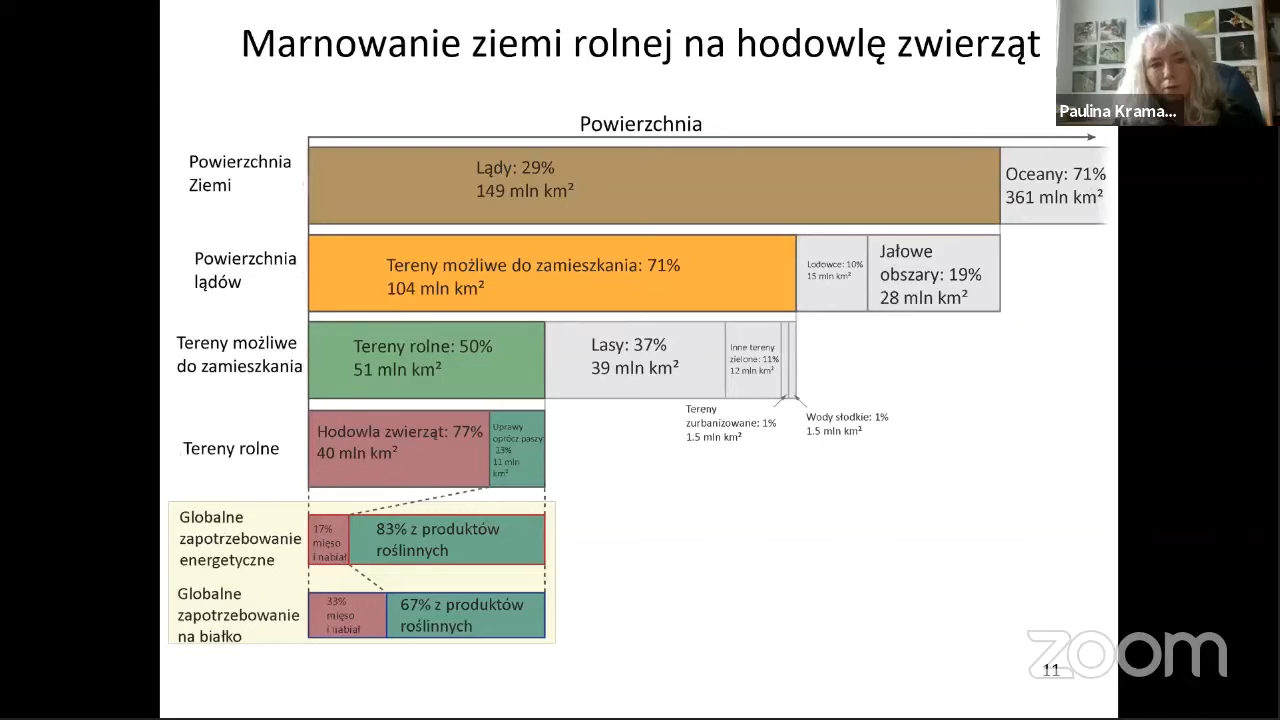 Marnowanie ziemi rolnej na hodowlę zwierząt
Paulina Krama...
Powierzchnia
Powierzchnia
Ziemi
Lądy: 29%
149 mln km²
Oceany: 71%
361 mln km²
Powierzchnia
lądów
Tereny możliwe do zamieszkania: 71%
104 mln km²
Lodowce: 10%
15 mln km²
Jałowe
obszary: 19%
28 mln km²
Tereny możliwe
do zamieszkania
Tereny rolne: 50%
51 mln km²
Lasy: 37%
39 mln km²
Inne tereny
zielone: 11%
12 mln km²
Tereny
zurbanizowane: 1%
1.5 mln km²
Wody słodkie: 1%
1.5 mln km²
Tereny rolne
Hodowla zwierząt: 77%
40 mln km²
Uprawy
oprócz paszy
23%
11 mln
km²
Globalne
zapotrzebowanie
energetyczne
17%
mięso
i nabiał
83% z produktów
roślinnych
Globalne
zapotrzebowanie
na białko
33%
mięso
i nabiał
67% z produktów
roślinnych
zoom
11